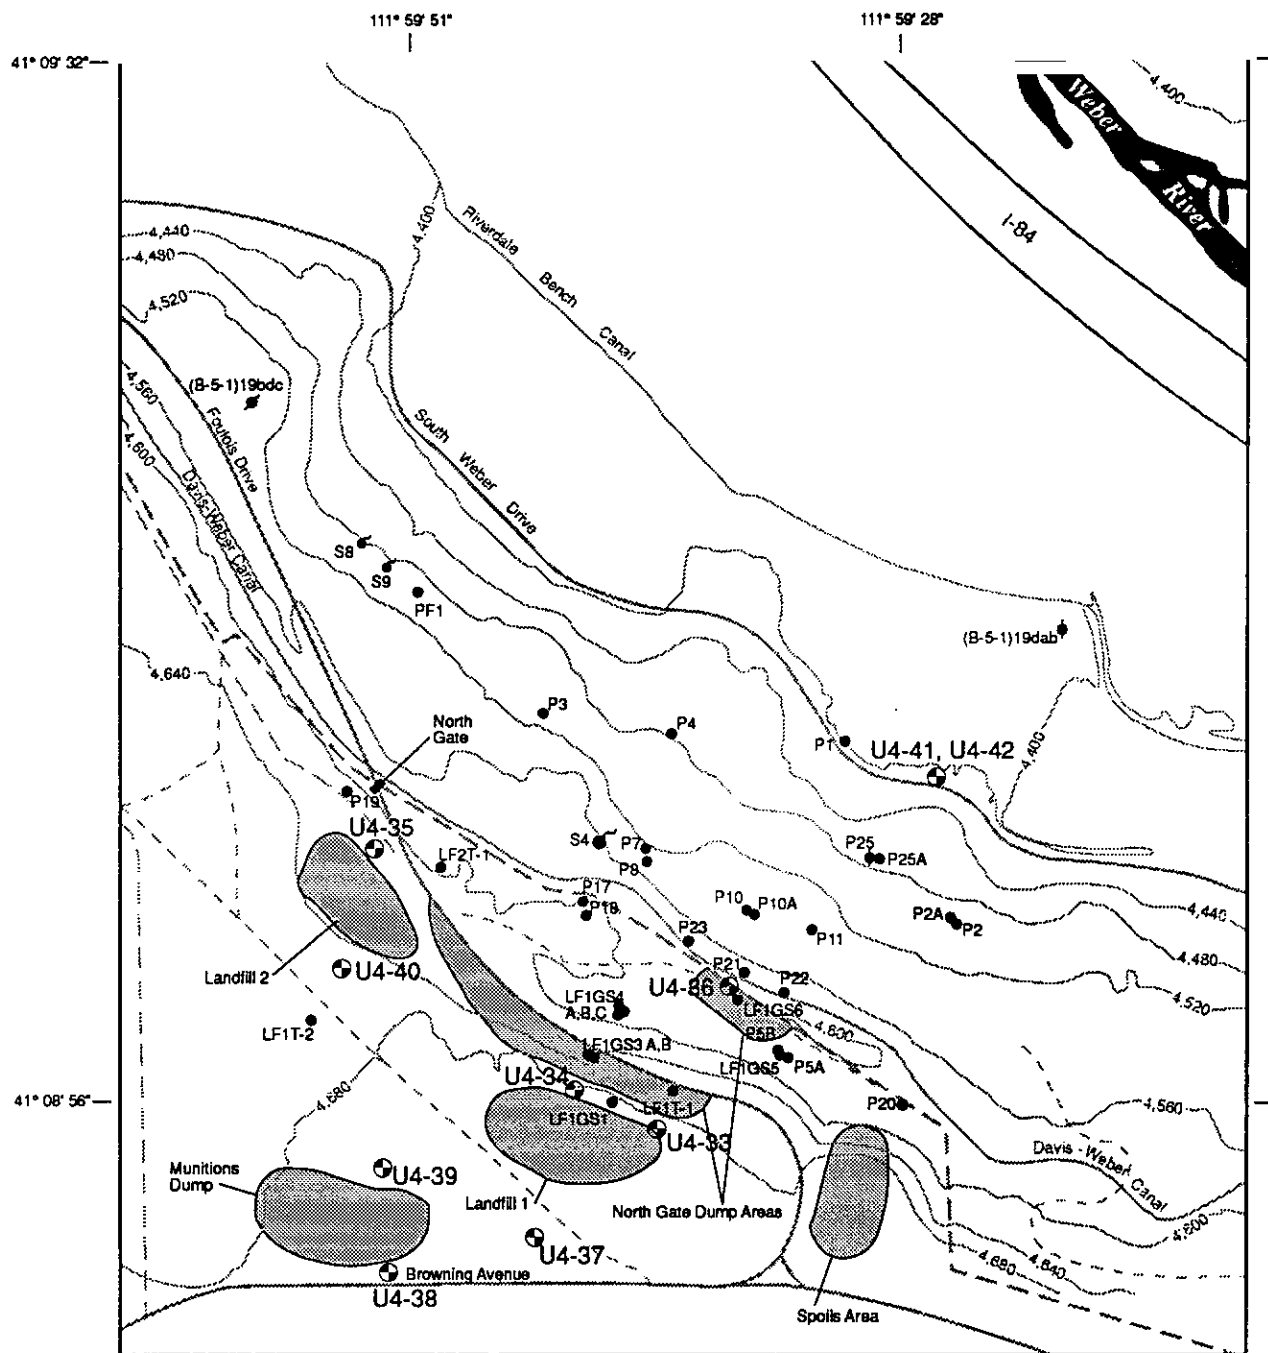 111° 59' 51"
111° 59' 28"
41° 09' 32"
4,400
Weber
River
I-84
4,440
4,480
4,520
4,400
Riverdale Bench Canal
(B-5-1)19bdc
4,560
4,600
Foulois Drive
Davis-Weber Canal
South Weber Drive
S8
S9
PF1
(B-5-1)19dab
4,640
P3
P4
North
Gate
P1
U4-41, U4-42
4,400
P19
U4-35
LF2T-1
S4
P7
P8
P25
P25A
P17
P18
P10
P10A
P11
P2A
P2
4,440
P23
4,480
Landfill 2
U4-40
P21
U4-36
P22
4,520
LF1GS4
A,B,C
LF1GS6
4,600
LF1T-2
P5B
LF1GS3 A,B
LF1GS5
P5A
U4-34
4,680
LF1GS1
LF1T-1
P20
4,560
41° 08' 56"
U4-33
Davis - Weber Canal
Munitions
Dump
U4-39
Landfill 1
North Gate Dump Areas
4,600
U4-37
4,680
4,640
Browning Avenue
U4-38
Spoils Area